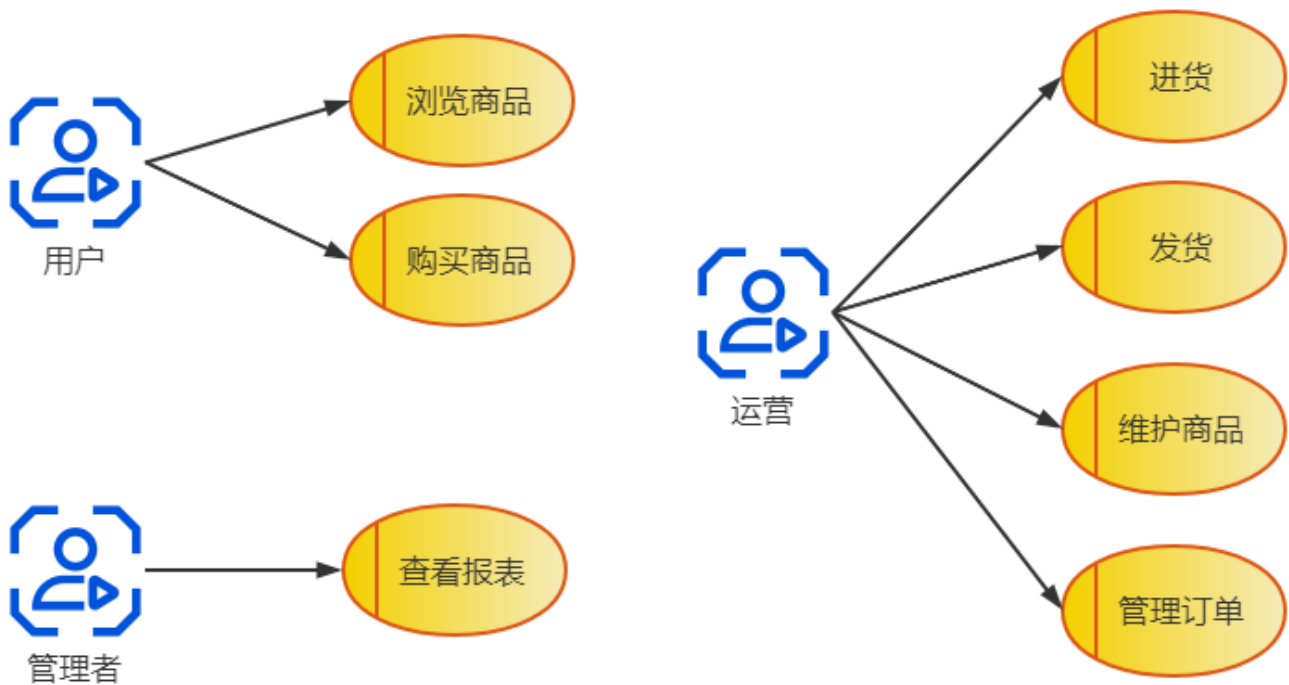 浏览商品
购买商品
用户
进货
发货
维护商品
管理订单
运营
查看报表
管理者